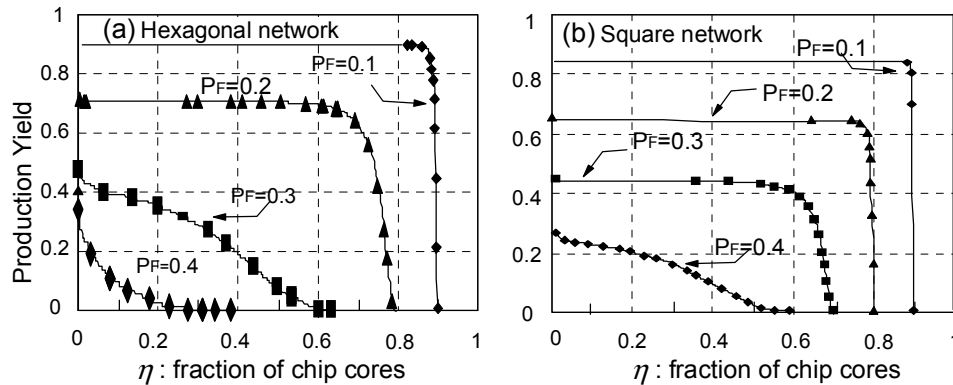 (a) Hexagonal network
Production Yield
1
0.8
0.6
0.4
0.2
0
PF=0.1
PF=0.2
PF=0.3
PF=0.4
0 0.2 0.4 0.6 0.8 1
η : fraction of chip cores
(b) Square network
1
0.8
0.6
0.4
0.2
0
PF=0.1
PF=0.2
PF=0.3
PF=0.4
0 0.2 0.4 0.6 0.8 1
η : fraction of chip cores